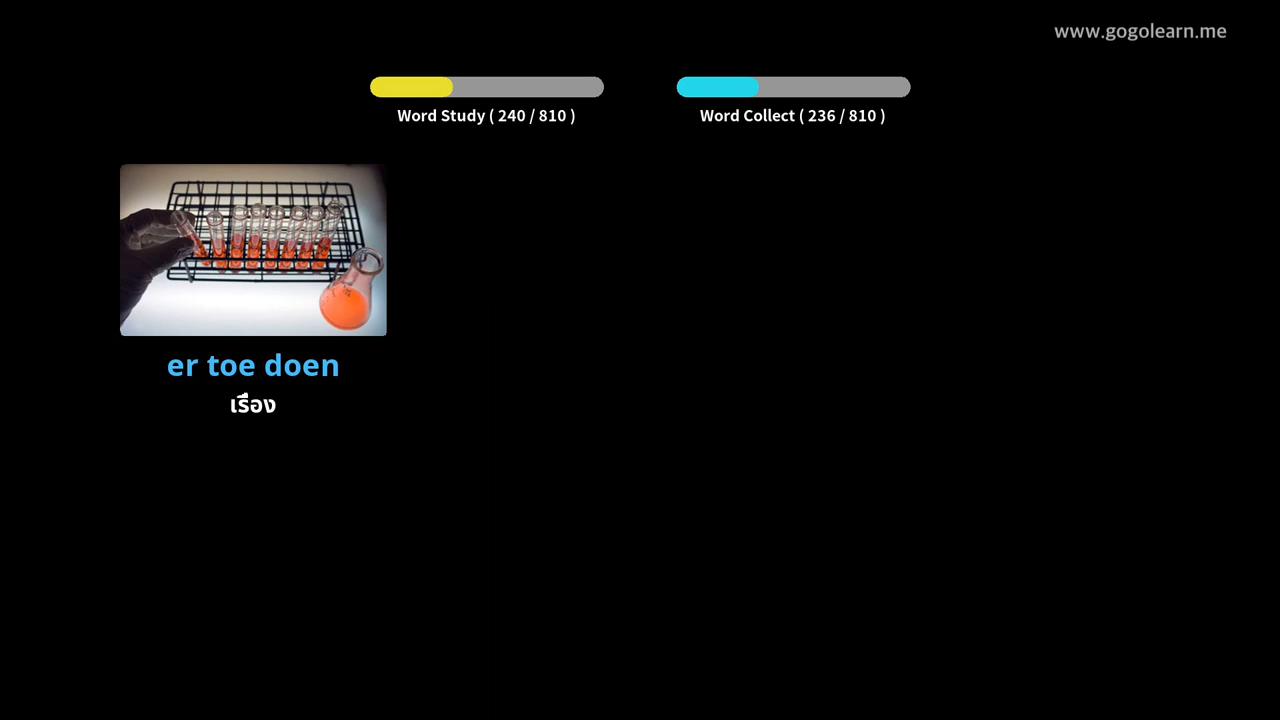 www.gogolearn.me
Word Study ( 240 / 810 )
Word Collect ( 236 / 810 )
er toe doen
เรื่อง